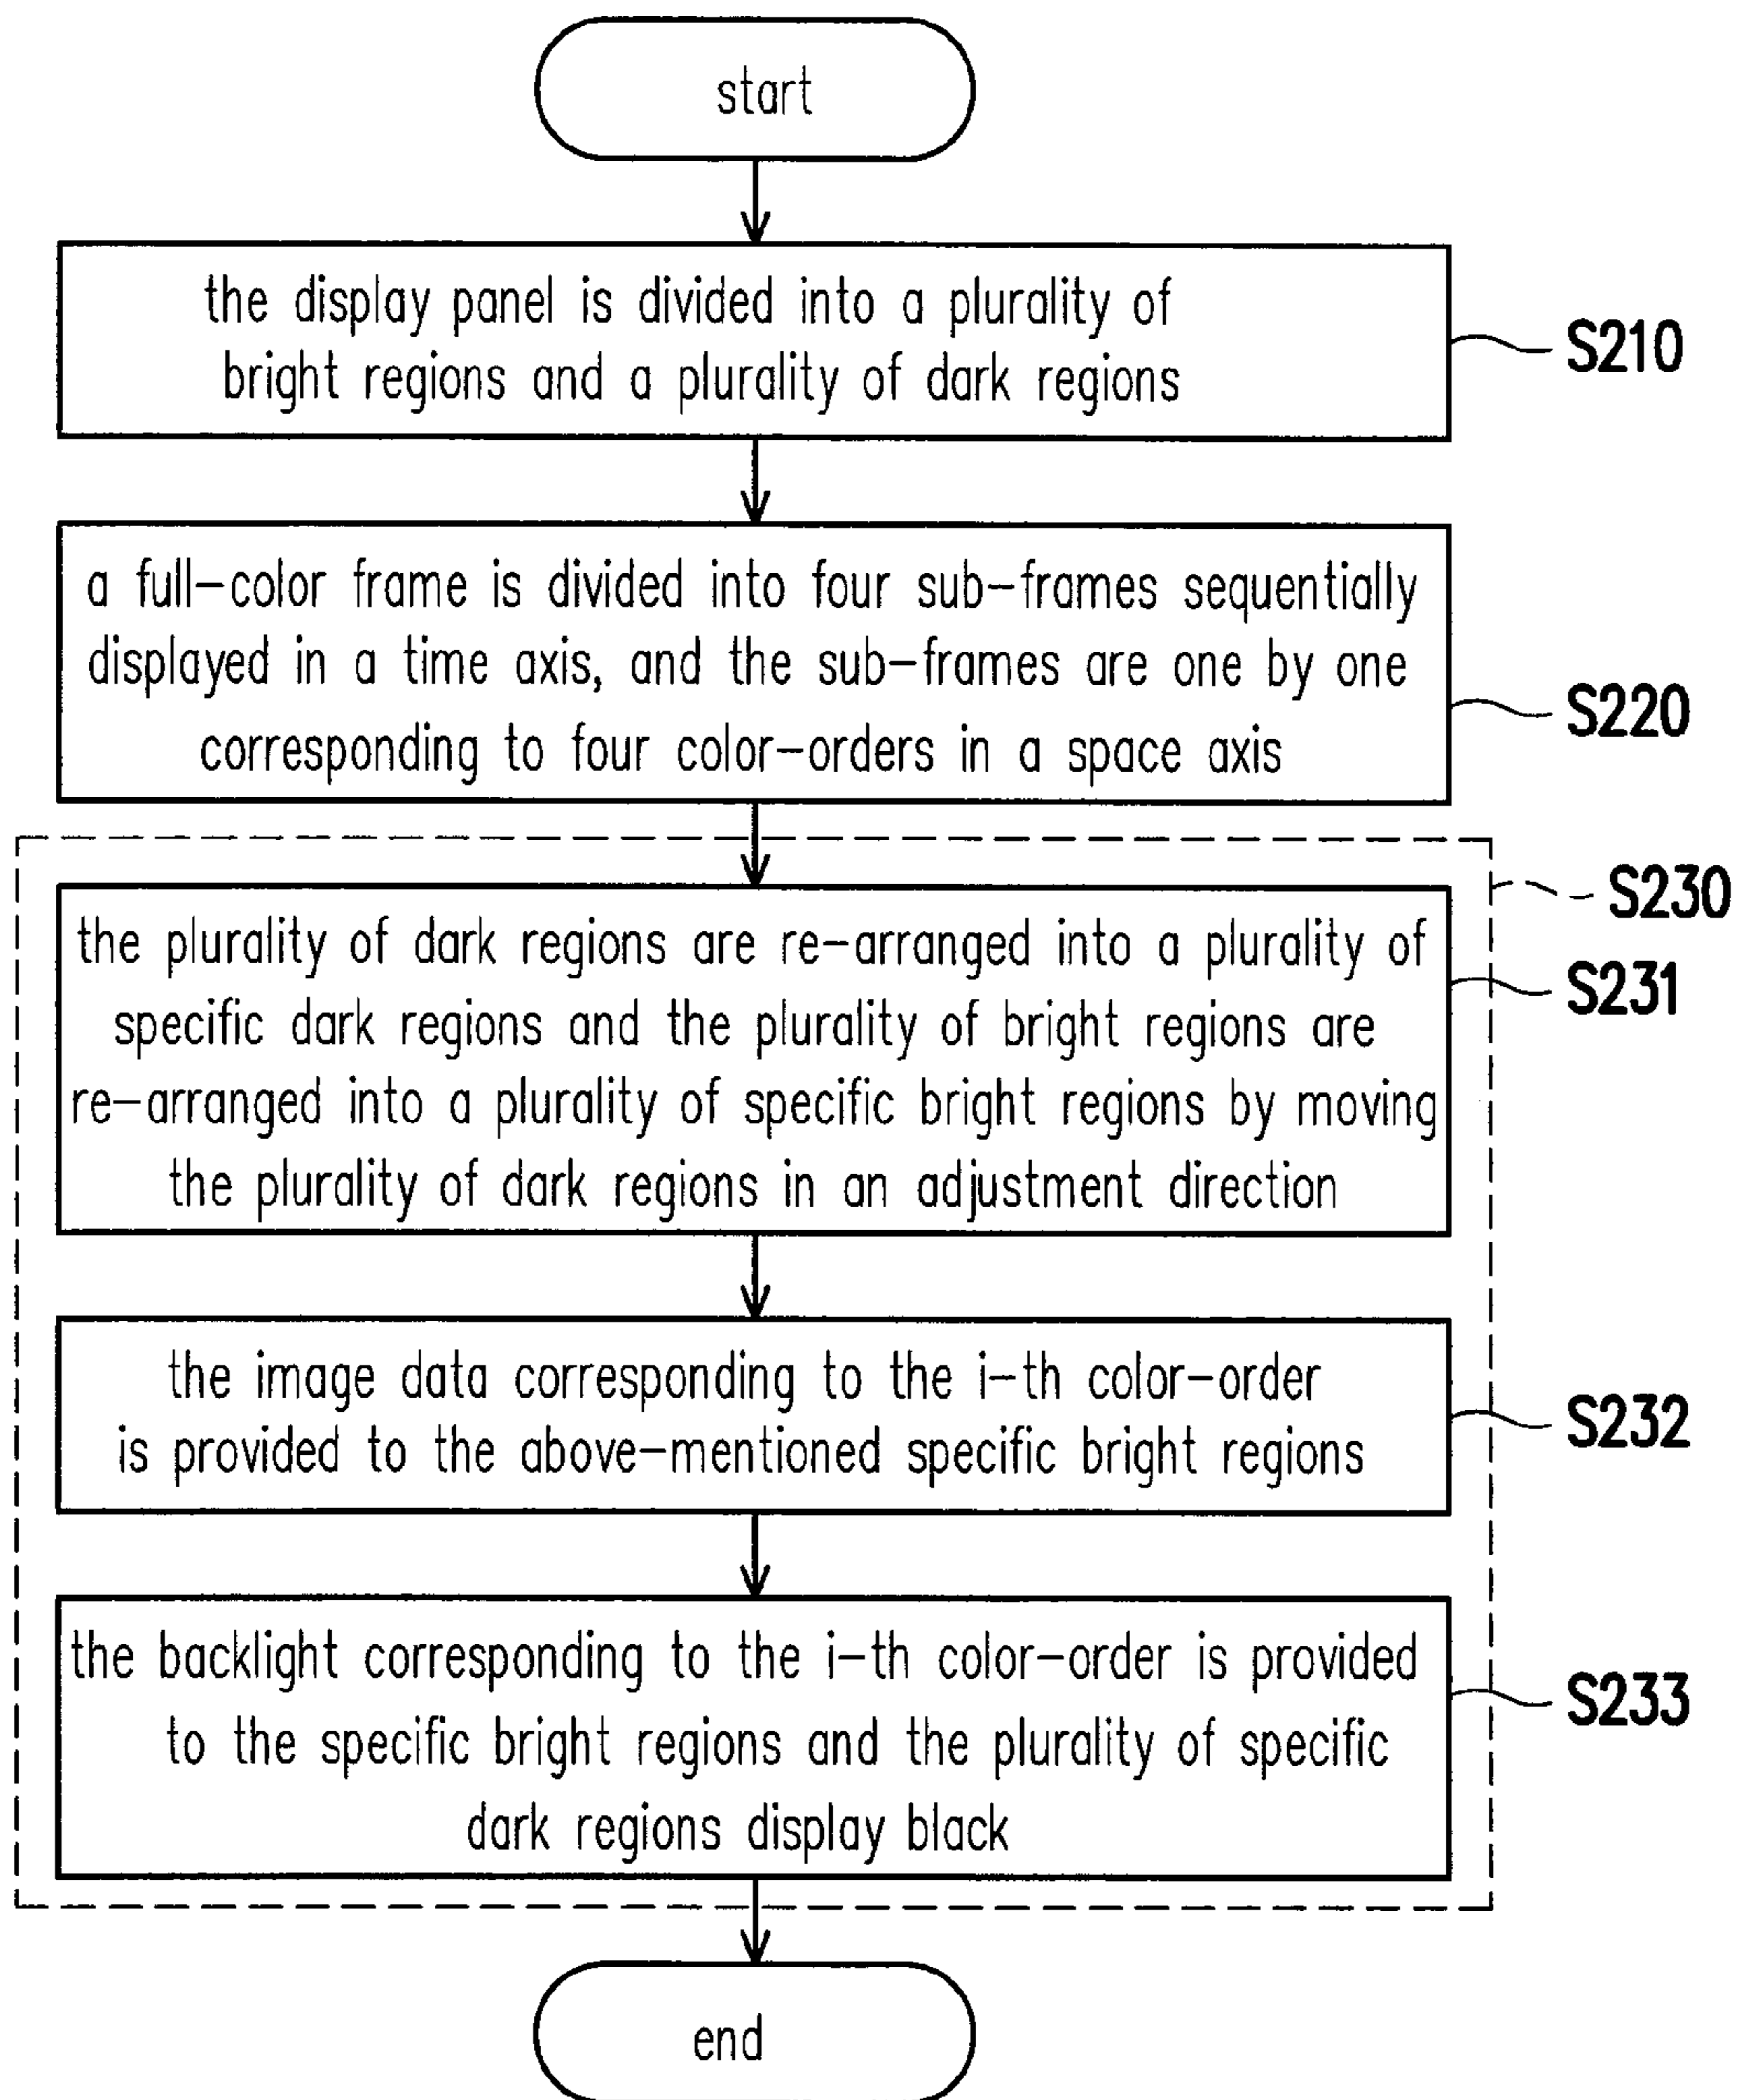 start
the display panel is divided into a plurality of
bright regions and a plurality of dark regions
S210
a full-color frame is divided into four sub-frames sequentially
displayed in a time axis, and the sub-frames are one by one
corresponding to four color-orders in a space axis
S220
S230
the plurality of dark regions are re-arranged into a plurality of
specific dark regions and the plurality of bright regions are
re-arranged into a plurality of specific bright regions by moving
the plurality of dark regions in an adjustment direction
S231
the image data corresponding to the i-th color-order
is provided to the above-mentioned specific bright regions
S232
the backlight corresponding to the i-th color-order is provided
to the specific bright regions and the plurality of specific
dark regions display black
S233
end